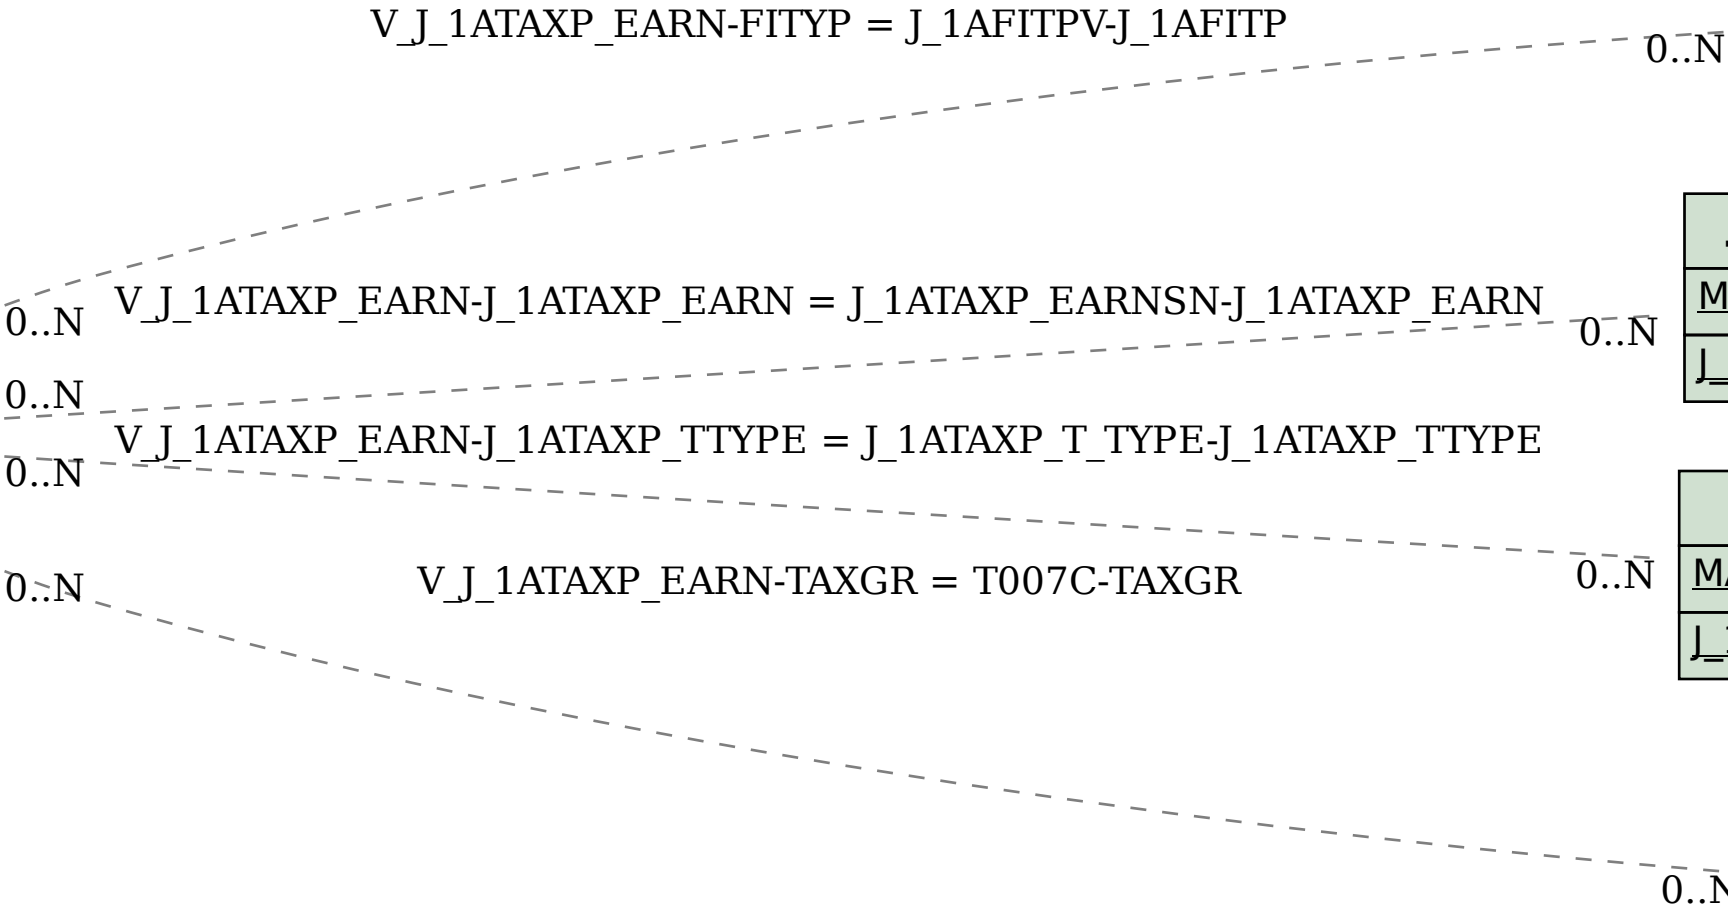 V_J_1ATAXP_EARN-FITYP = J_1AFITPV-J_1AFITP
0..N
V_J_1ATAXP_EARN-J_1ATAXP_EARN = J_1ATAXP_EARNSN-J_1ATAXP_EARN
0..N
0..N
0..N
V_J_1ATAXP_EARN-J_1ATAXP_TTYPE = J_1ATAXP_T_TYPE-J_1ATAXP_TTYPE
0..N
0..N
0..N
V_J_1ATAXP_EARN-TAXGR = T007C-TAXGR
0..N